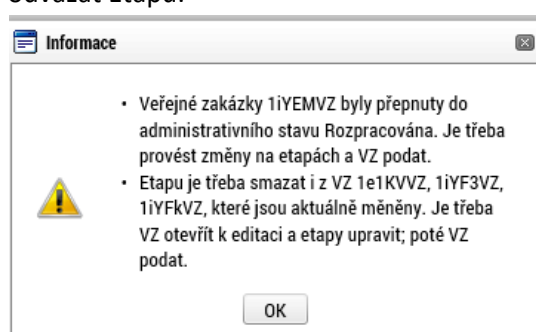 Informace
• Veřejné zakázky 1iYEMVZ byly přepnuty do
administrativního stavu Rozpracována. Je třeba
provést změny na etapách a VZ podat.
• Etapu je třeba smazat i z VZ 1e1KVVZ, 1iYF3VZ,
1iYFkVZ, které jsou aktuálně měněny. Je třeba
VZ otevřít k editaci a etapy upravit; poté VZ
podat.
OK